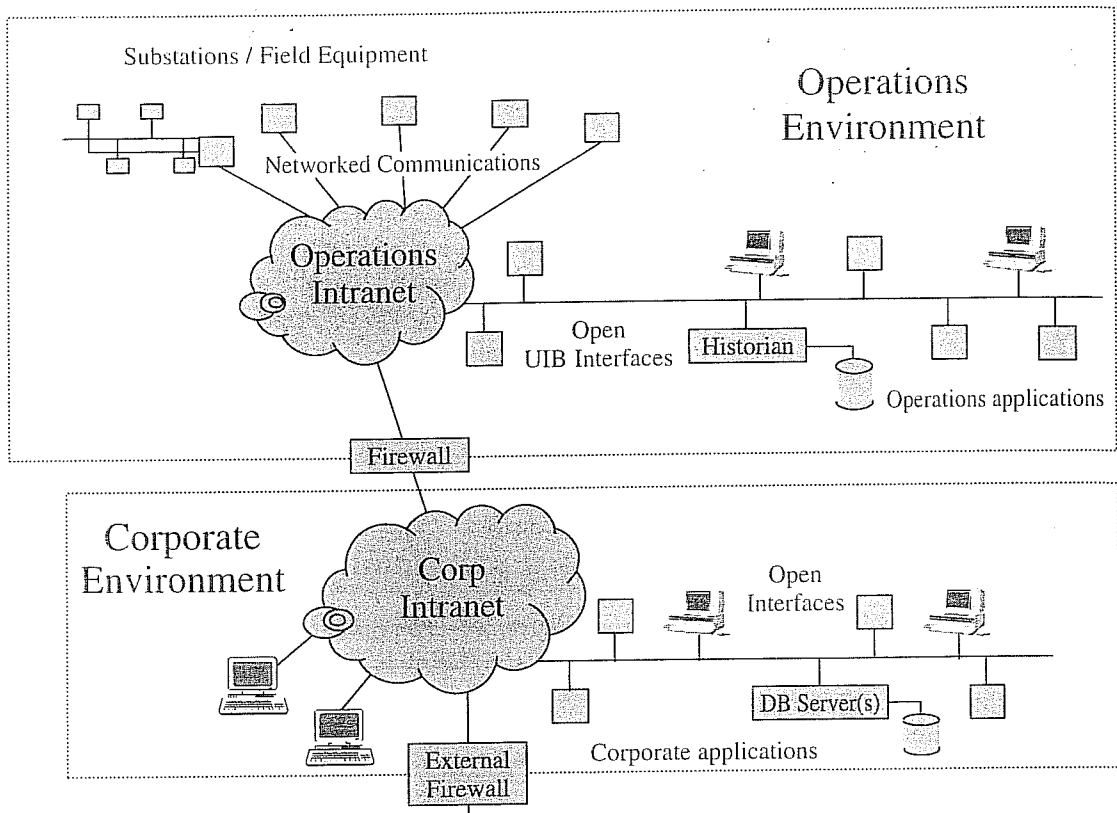 Substations / Field Equipment
Operations
Environment
Networked Communications
Operations
Intranet
Open
UIB Interfaces
Historian
Operations applications
Firewall
Corporate
Environment
Corp
Intranet
Open
Interfaces
DB Server(s)
Corporate applications
External
Firewall